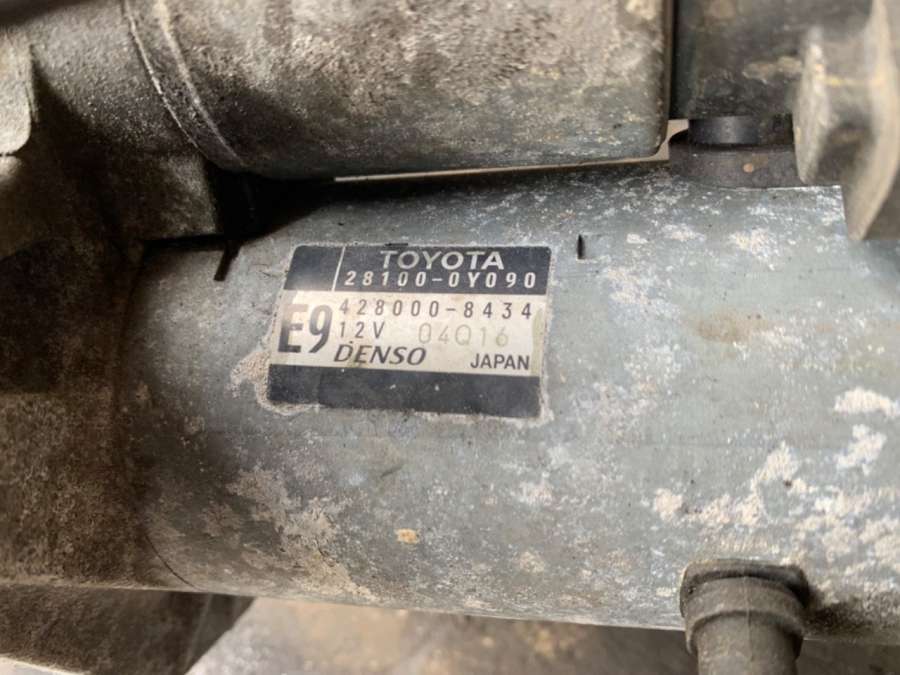 TOYOTA
28100-0Y090
E9
428000-8434
12V 04Q16
DENSO JAPAN